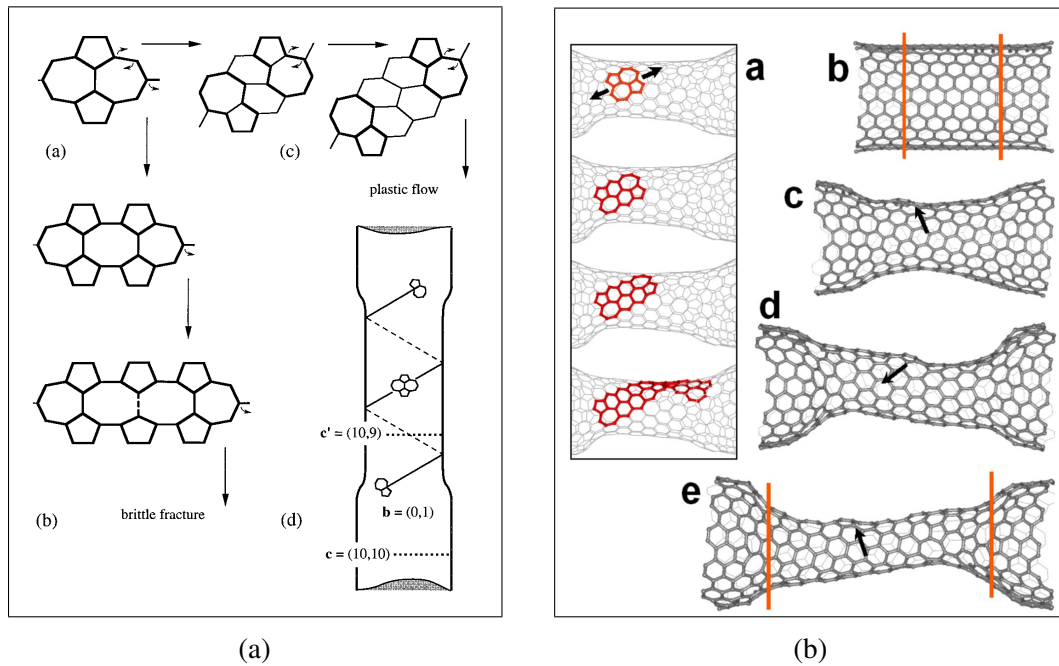 (a)
(c)
plastic flow
(b)
brittle fracture
(d)
c' = (10,9)
b = (0,1)
c = (10,10)
a
b
c
d
e
(a)
(b)